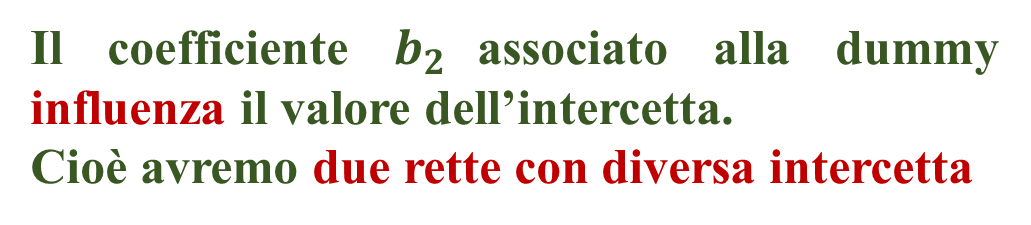 Il coefficiente b₂ associato alla dummy
influenza il valore dell’intercetta.
Cioè avremo due rette con diversa intercetta